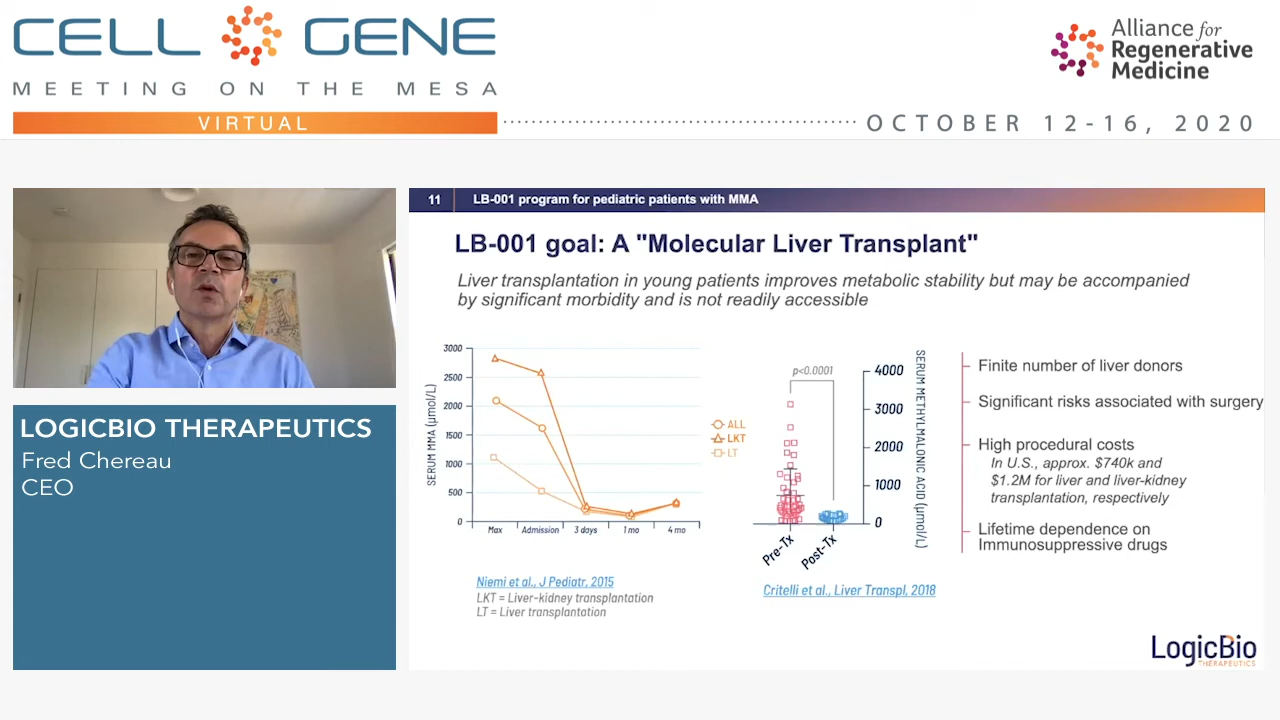 CELL GENE
MEETING ON THE MESA
VIRTUAL
Alliance for
Regenerative
Medicine
OCTOBER 12-16, 2020
LOGICBIO THERAPEUTICS
Fred Chereau
CEO
11
LB-001 program for pediatric patients with MMA
LB-001 goal: A "Molecular Liver Transplant"
Liver transplantation in young patients improves metabolic stability but may be accompanied
by significant morbidity and is not readily accessible
SERUM MMA (µmol/L)
3000
2500
2000
1500
1000
500
0
Max
Admission
3 days
1 mo
4 mo
ALL
LKT
LT
Niemi et al., J Pediatr, 2015
LKT = Liver-kidney transplantation
LT = Liver transplantation
p<0.0001
4000
3000
2000
1000
0
SERUM METHYLMALONIC ACID (µmol/L)
Pre-Tx
Post-Tx
Critelli et al., Liver Transpl, 2018
Finite number of liver donors
Significant risks associated with surgery
High procedural costs
In U.S., approx. $740k and
$1.2M for liver and liver-kidney
transplantation, respectively
Lifetime dependence on
Immunosuppressive drugs
LogicBio
THERAPEUTICS